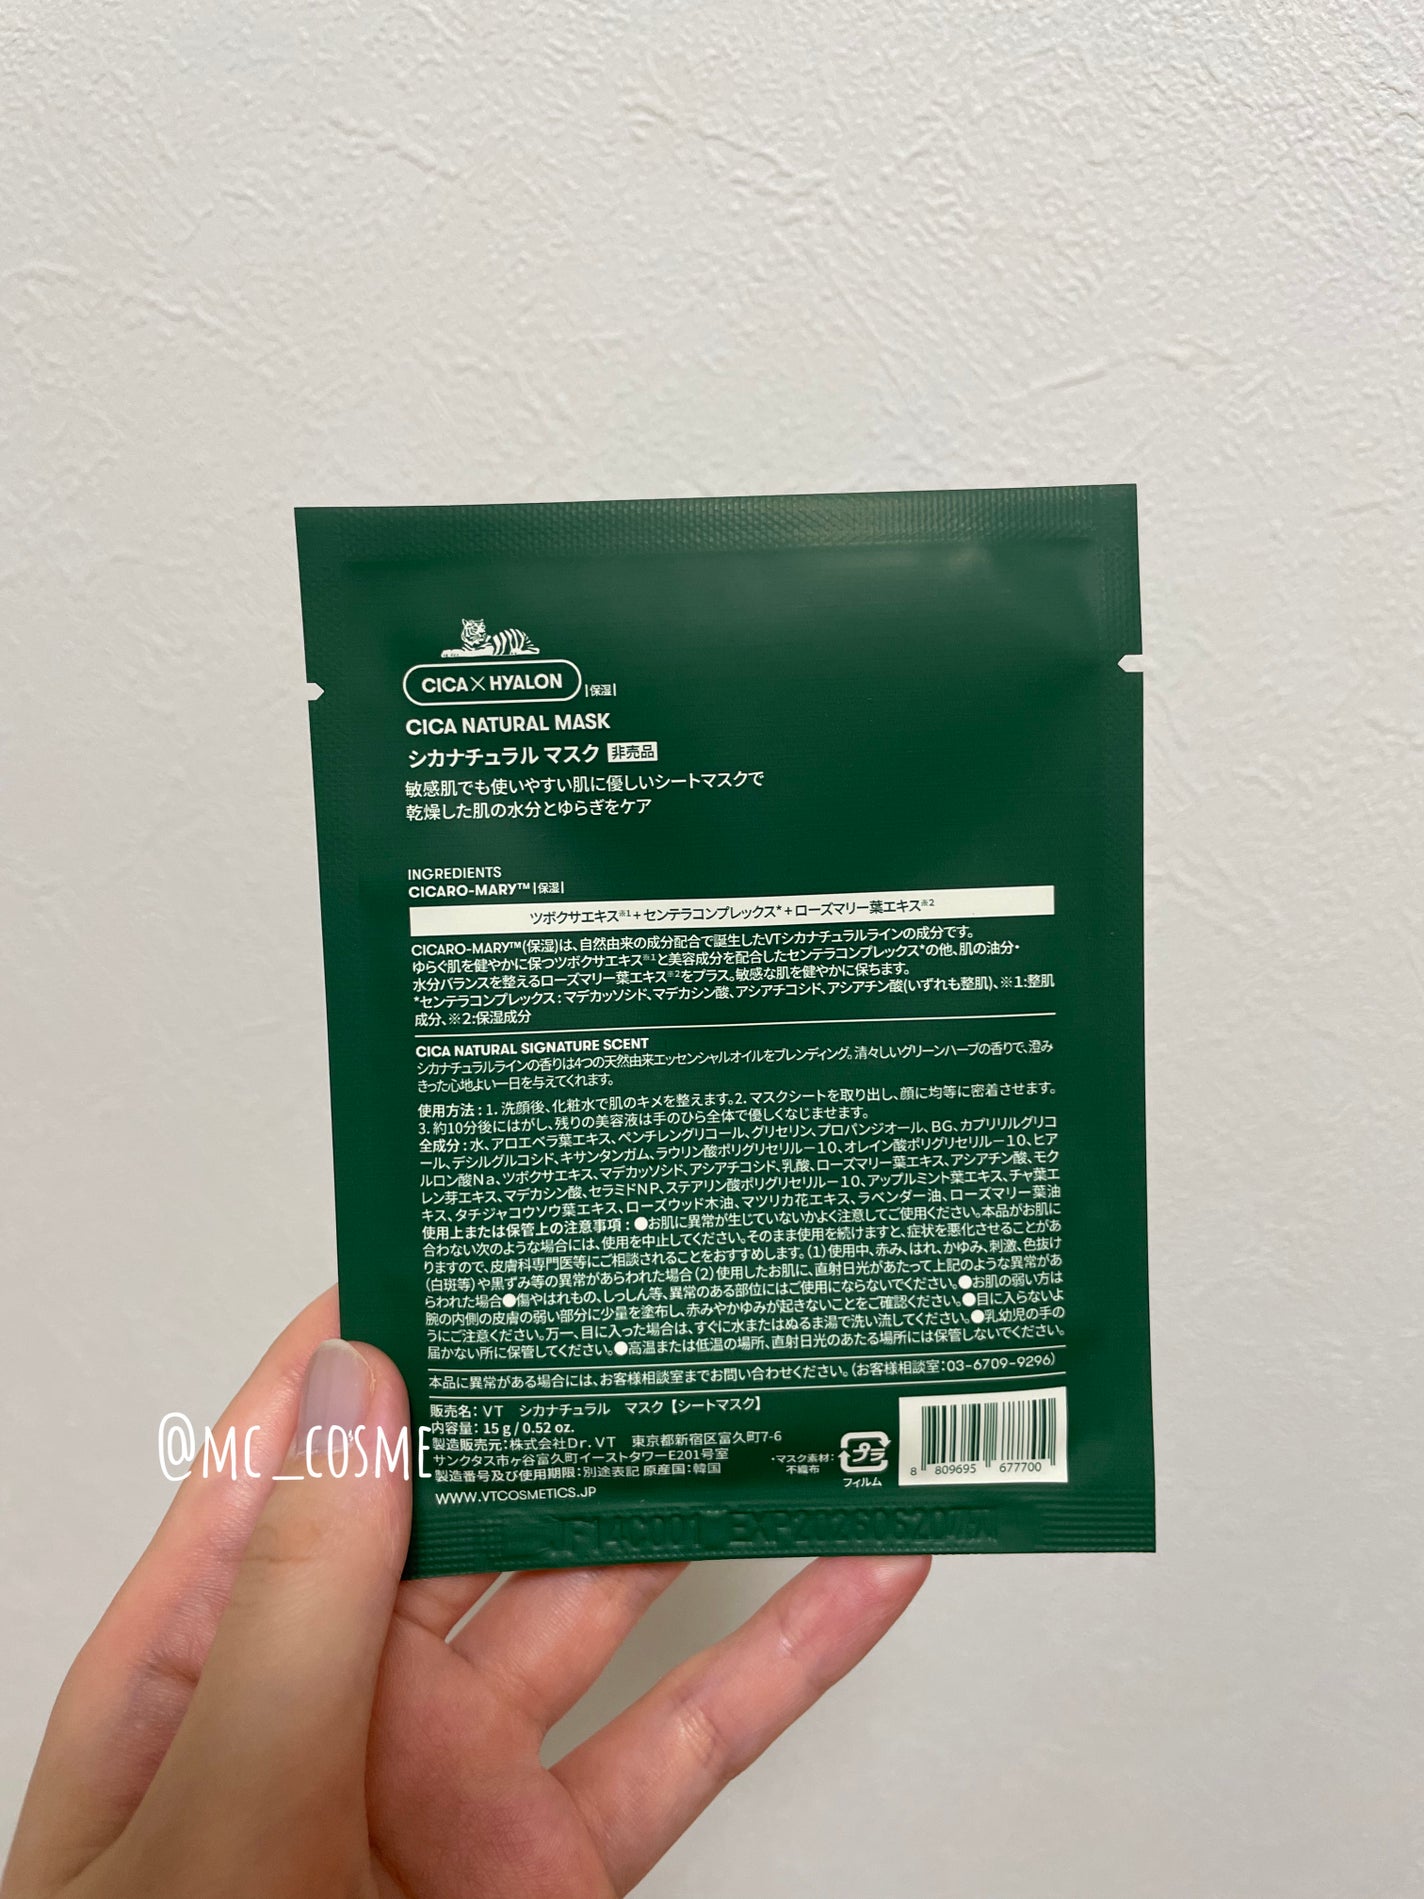 CICA×HYALON |保湿|
CICA NATURAL MASK
シカナチュラル マスク 非売品
敏感肌でも使いやすい肌に優しいシートマスクで
乾燥した肌の水分とゆらぎをケア
INGREDIENTS
CICARO-MARY™ |保湿|
ツボクサエキス※1 + センテラコンプレックス* + ローズマリー葉エキス※2
CICARO-MARY™(保湿)は、自然由来の成分配合で誕生したVTシカナチュラルラインの成分です。
ゆらぐ肌を健やかに保つツボクサエキス※1と美容成分を配合したセンテラコンプレックス*の他、肌の油分・
水分バランスを整えるローズマリー葉エキス※2をプラス。敏感な肌を健やかに保ちます。
*センテラコンプレックス : マデカッソシド、マデカシン酸、アシアチコシド、アシアチン酸(いずれも整肌)、※1:整肌
成分、※2:保湿成分
CICA NATURAL SIGNATURE SCENT
シカナチュラルラインの香りは4つの天然由来エッセンシャルオイルをブレンディング。清々しいグリーンハーブの香りで、澄み
きった心地よい一日を与えてくれます。
使用方法 : 1. 洗顔後、化粧水で肌のキメを整えます。2. マスクシートを取り出し、顔に均等に密着させます。
3. 約10分後にはがし、残りの美容液は手のひら全体で優しくなじませます。
全成分 : 水、アロエベラ葉エキス、ペンチレングリコール、グリセリン、プロパンジオール、BG、カプリリルグリコ
ール、デシルグルコシド、キサンタンガム、ラウリン酸ポリグリセリル－10、オレイン酸ポリグリセリル－10、ヒア
ルロン酸Na、ツボクサエキス、マデカッソシド、アシアチコシド、乳酸、ローズマリー葉エキス、アシアチン酸、モク
レン芽エキス、マデカシン酸、セラミドNP、ステアリン酸ポリグリセリル－10、アップルミント葉エキス、チャ葉エ
キス、タチジャコウソウ葉エキス、ローズウッド木油、マツリカ花エキス、ラベンダー油、ローズマリー葉油
使用上または保管上の注意事項 : ●お肌に異常が生じていないかよく注意してご使用ください。本品がお肌に
合わない次のような場合には、使用を中止してください。そのまま使用を続けますと、症状を悪化させることがあ
りますので、皮膚科専門医等にご相談されることをおすすめします。(1)使用中、赤み、はれ、かゆみ、刺激、色抜け
(白斑等)や黒ずみ等の異常があらわれた場合(2)使用したお肌に、直射日光があたって上記のような異常があ
らわれた場合●傷やはれもの、しっしん等、異常のある部位にはご使用にならないでください。●お肌の弱い方は
腕の内側の皮膚の弱い部分に少量を塗布し、赤みやかゆみが起きないことをご確認ください。●目に入らないよ
うにご注意ください。万一、目に入った場合は、すぐに水またはぬるま湯で洗い流してください。●乳幼児の手の
届かない所に保管してください。●高温または低温の場所、直射日光のあたる場所には保管しないでください。
本品に異常がある場合には、お客様相談室までお問い合わせください。(お客様相談室:03-6709-9296)
販売名: VT シカナチュラル マスク【シートマスク】
内容量: 15 g / 0.52 oz.
製造販売元:株式会社Dr. VT 東京都新宿区富久町7-6
サンクタス市ヶ谷富久町イーストタワーE201号室
製造番号及び使用期限:別途表記 原産国:韓国
WWW.VTCOSMETICS.JP
・マスク素材:
不織布
プラ
フィルム
8 809695 677700
@MC_COSME